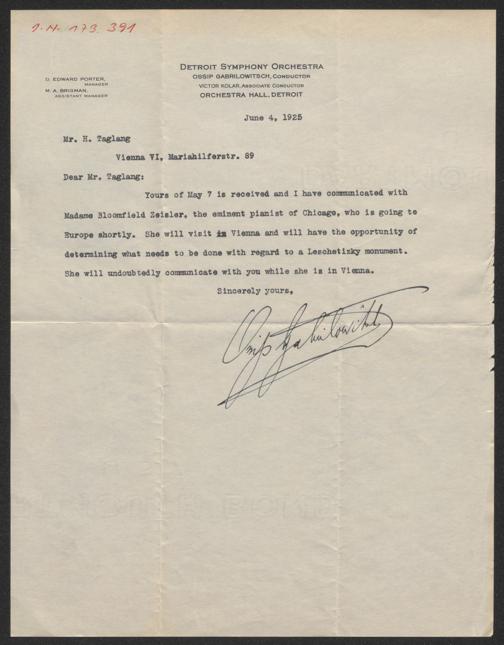 I.N. 173.391
DETROIT SYMPHONY ORCHESTRA
OSSIP GABRILOWITSCH, CONDUCTOR
VICTOR KOLAR, ASSOCIATE CONDUCTOR
ORCHESTRA HALL, DETROIT
D. EDWARD PORTER,
MANAGER
M. A. BRIGMAN,
ASSISTANT MANAGER
June 4, 1925
Mr. H. Taglang
Vienna VI, Mariahilferstr. 89
Dear Mr. Taglang:
Yours of May 7 is received and I have communicated with
Madame Bloomfield Zeisler, the eminent pianist of Chicago, who is going to
Europe shortly. She will visit Vienna and will have the opportunity of
determining what needs to be done with regard to a Leschetizky monument.
She will undoubtedly communicate with you while she is in Vienna.
Sincerely yours,
Ossip Gabrilowitsch